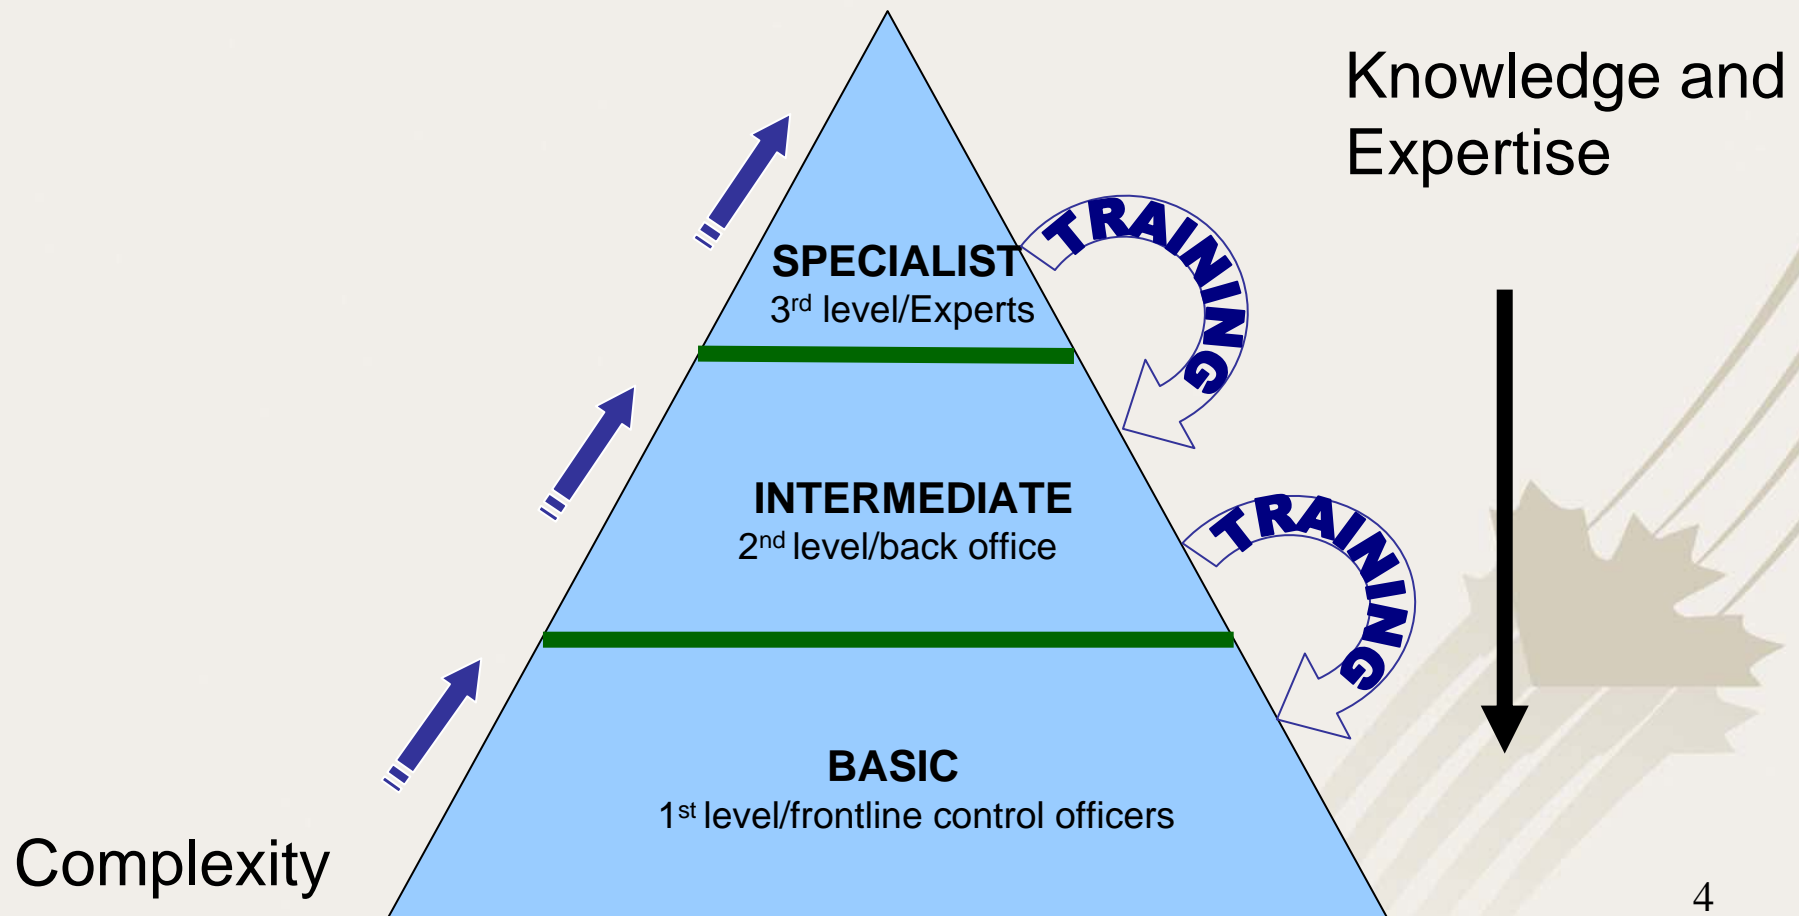 Knowledge and
Expertise
TRAINING
SPECIALIST
3rd level/Experts
INTERMEDIATE
2nd level/back office
TRAINING
BASIC
1st level/frontline control officers
Complexity
4